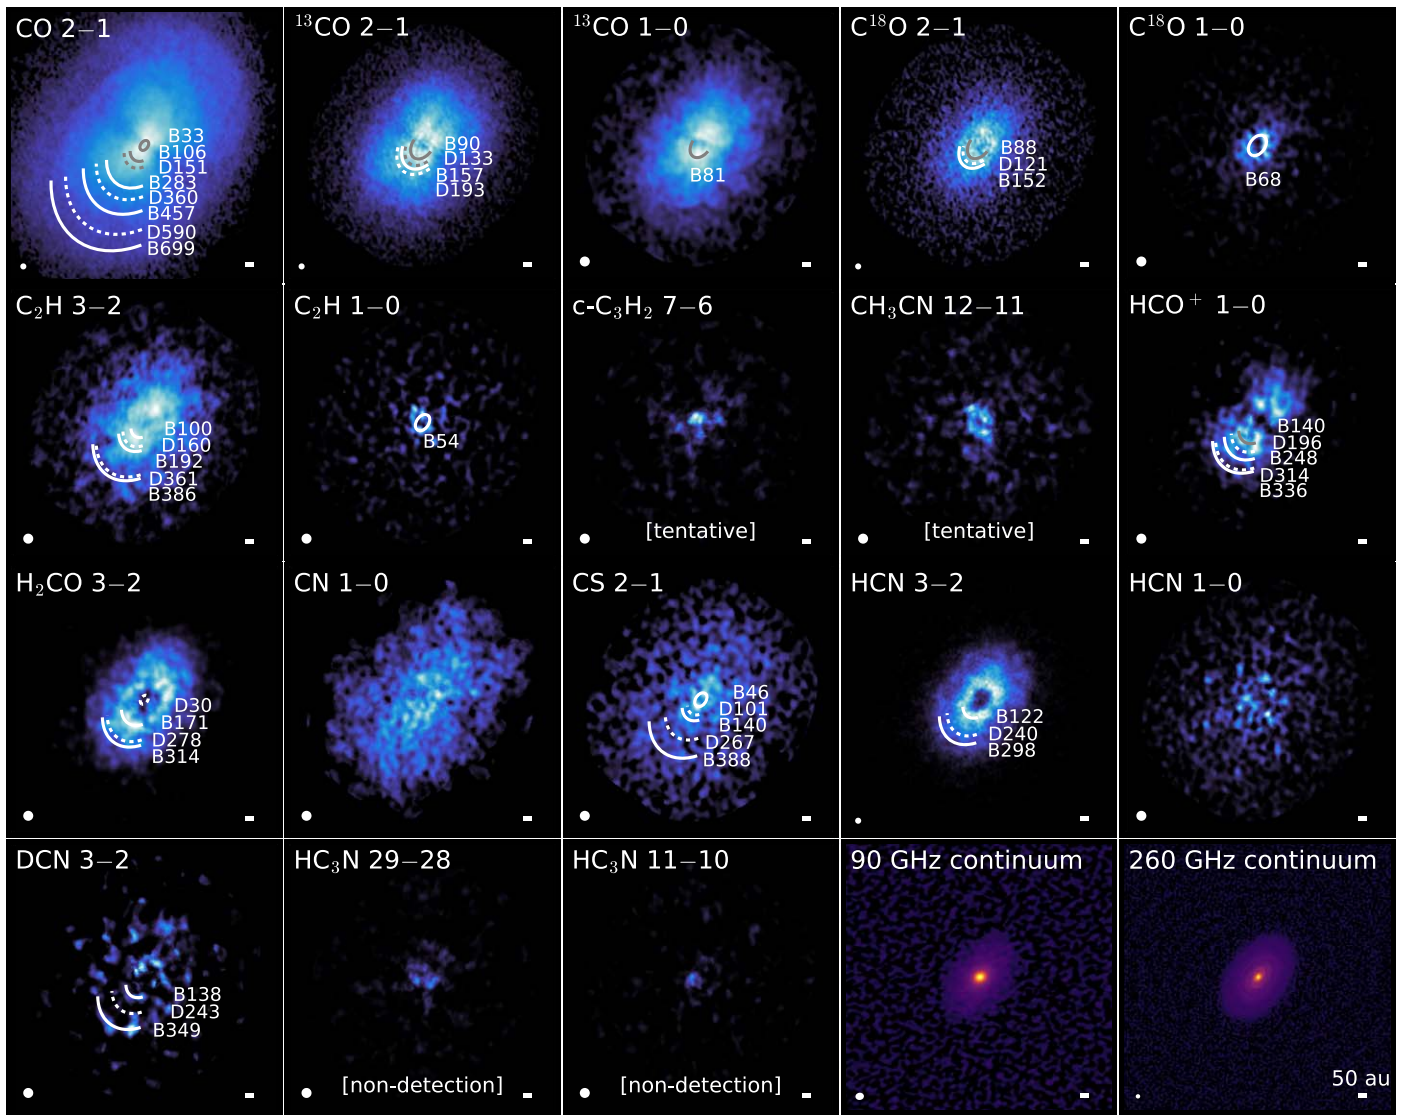 CO 2−1
B33
B106
D151
B283
D360
B457
D590
B699
¹³CO 2−1
B90
D133
B157
D193
¹³CO 1−0
B81
C¹⁸O 2−1
B88
D121
B152
C¹⁸O 1−0
B68
C₂H 3−2
B100
D160
B192
D361
B386
C₂H 1−0
B54
c-C₃H₂ 7−6
[tentative]
CH₃CN 12−11
[tentative]
HCO⁺ 1−0
B140
D196
B248
D314
B336
H₂CO 3−2
D30
B171
D278
B314
CN 1−0
CS 2−1
B46
D101
B140
D267
B388
HCN 3−2
B122
D240
B298
HCN 1−0
DCN 3−2
B138
D243
B349
HC₃N 29−28
[non-detection]
HC₃N 11−10
[non-detection]
90 GHz continuum
260 GHz continuum
50 au